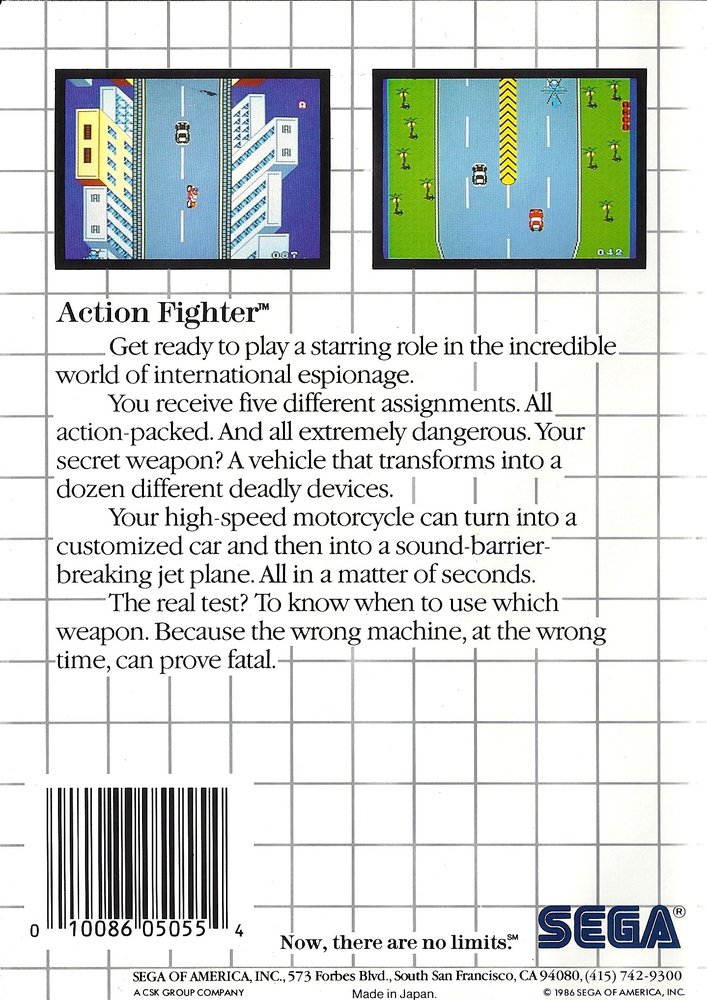 087
042
Action Fighter™
Get ready to play a starring role in the incredible
world of international espionage.
You receive five different assignments. All
action-packed. And all extremely dangerous. Your
secret weapon? A vehicle that transforms into a
dozen different deadly devices.
Your high-speed motorcycle can turn into a
customized car and then into a sound-barrier-
breaking jet plane. All in a matter of seconds.
The real test? To know when to use which
weapon. Because the wrong machine, at the wrong
time, can prove fatal.
0 10086 05055 4
Now, there are no limits.℠
SEGA®
SEGA OF AMERICA, INC., 573 Forbes Blvd., South San Francisco, CA 94080, (415) 742-9300
A CSK GROUP COMPANY
Made in Japan.
© 1986 SEGA OF AMERICA, INC.